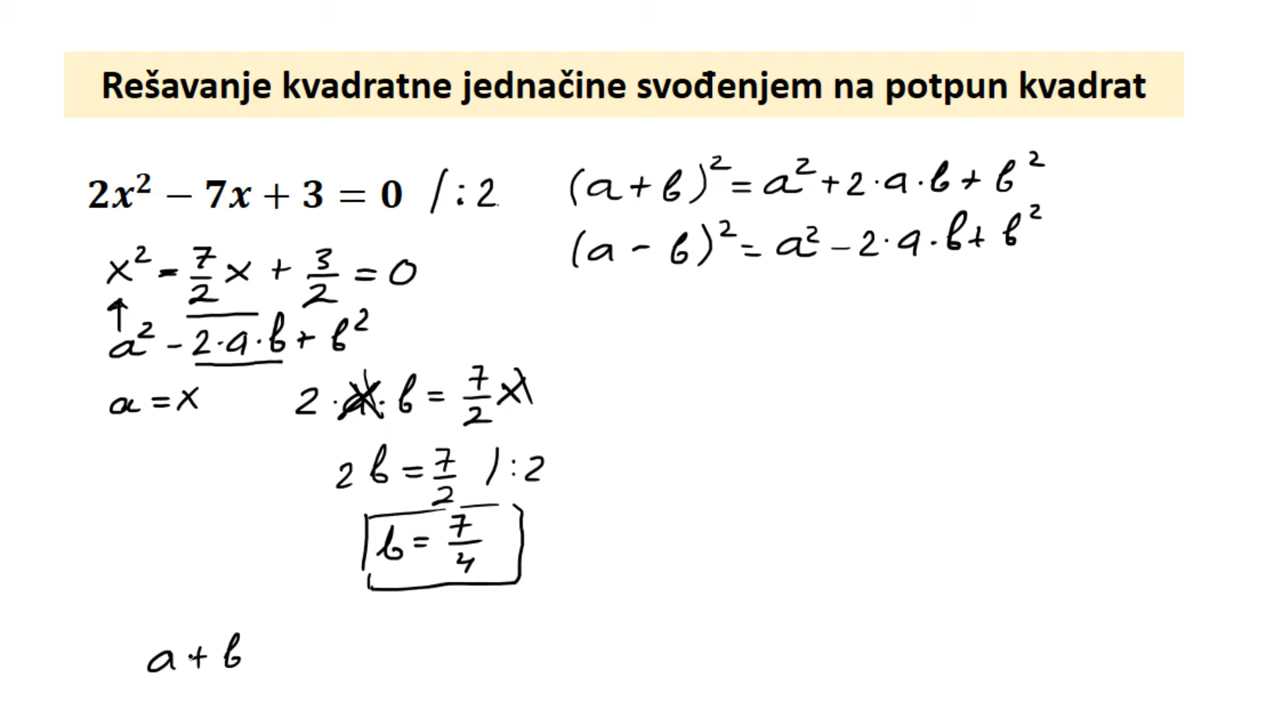 Rešavanje kvadratne jednačine svođenjem na potpun kvadrat
2x² − 7x + 3 = 0 / : 2
(a + b)² = a² + 2 · a · b + b²
(a − b)² = a² − 2 · a · b + b²
x² − 7/2 x + 3/2 = 0
↑
a² − 2 · a · b + b²
a = x
2 · a · b = 7/2 x
2 b = 7/2 / : 2
b = 7/4
a + b